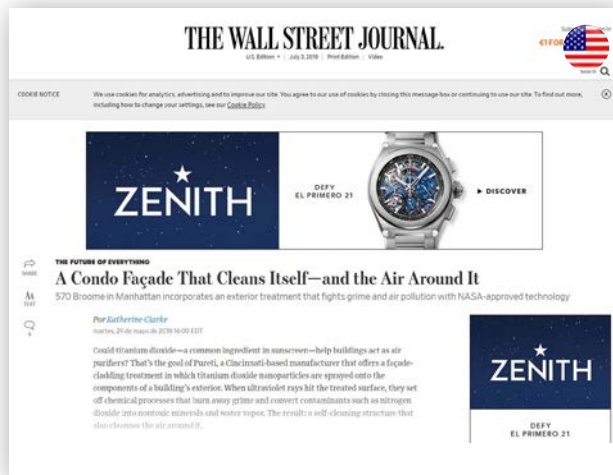 THE WALL STREET JOURNAL.
U.S. Edition | July 3, 2019 | Print Edition | Video
€1 FOR
Search
COOKIE NOTICE
We use cookies for analytics, advertising and to improve our site. You agree to our use of cookies by closing this message box or continuing to use our site. To find out more,
including how to change your settings, see our Cookie Policy
ZENITH
DEFY
EL PRIMERO 21
DISCOVER
SHARE
AA
TEXT
THE FUTURE OF EVERYTHING
A Condo Façade That Cleans Itself—and the Air Around It
570 Broome in Manhattan incorporates an exterior treatment that fights grime and air pollution with NASA-approved technology
Por Katherine Clarke
martes, 29 de mayo de 2018 14:00 EDT
Could titanium dioxide—a common ingredient in sunscreen—help buildings act as air
purifiers? That's the goal of Pureti, a Cincinnati-based manufacturer that offers a façade-
cladding treatment in which titanium dioxide nanoparticles are sprayed onto the
components of a building's exterior. When ultraviolet rays hit the treated surface, they set
off chemical processes that burn away grime and convert contaminants such as nitrogen
dioxide into nontoxic minerals and water vapor. The result: a self-cleaning structure that
also cleanses the air around it.
ZENITH
DEFY
EL PRIMERO 21